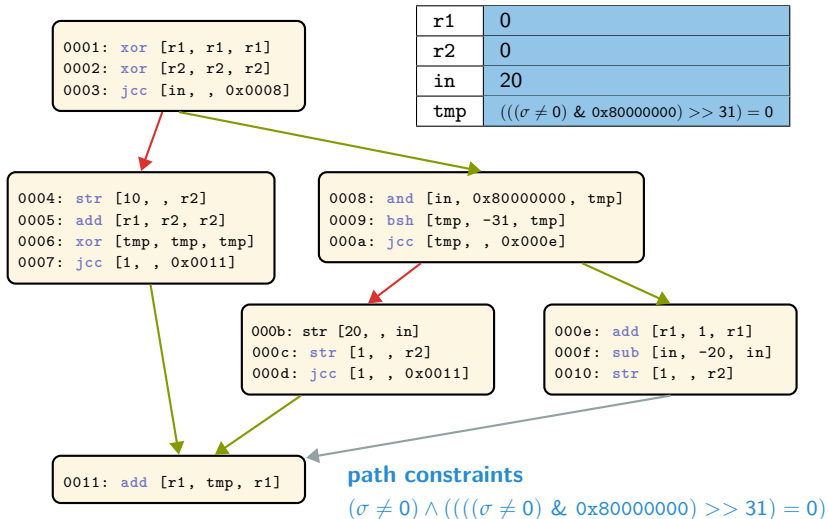 0001: xor [r1, r1, r1]
0002: xor [r2, r2, r2]
0003: jcc [in, , 0x0008]
r1 0
r2 0
in 20
tmp (((σ ≠ 0) & 0x80000000) >> 31) = 0
0004: str [10, , r2]
0005: add [r1, r2, r2]
0006: xor [tmp, tmp, tmp]
0007: jcc [1, , 0x0011]
0008: and [in, 0x80000000, tmp]
0009: bsh [tmp, -31, tmp]
000a: jcc [tmp, , 0x000e]
000b: str [20, , in]
000c: str [1, , r2]
000d: jcc [1, , 0x0011]
000e: add [r1, 1, r1]
000f: sub [in, -20, in]
0010: str [1, , r2]
0011: add [r1, tmp, r1]
path constraints
(σ ≠ 0) ∧ ((((σ ≠ 0) & 0x80000000) >> 31) = 0)